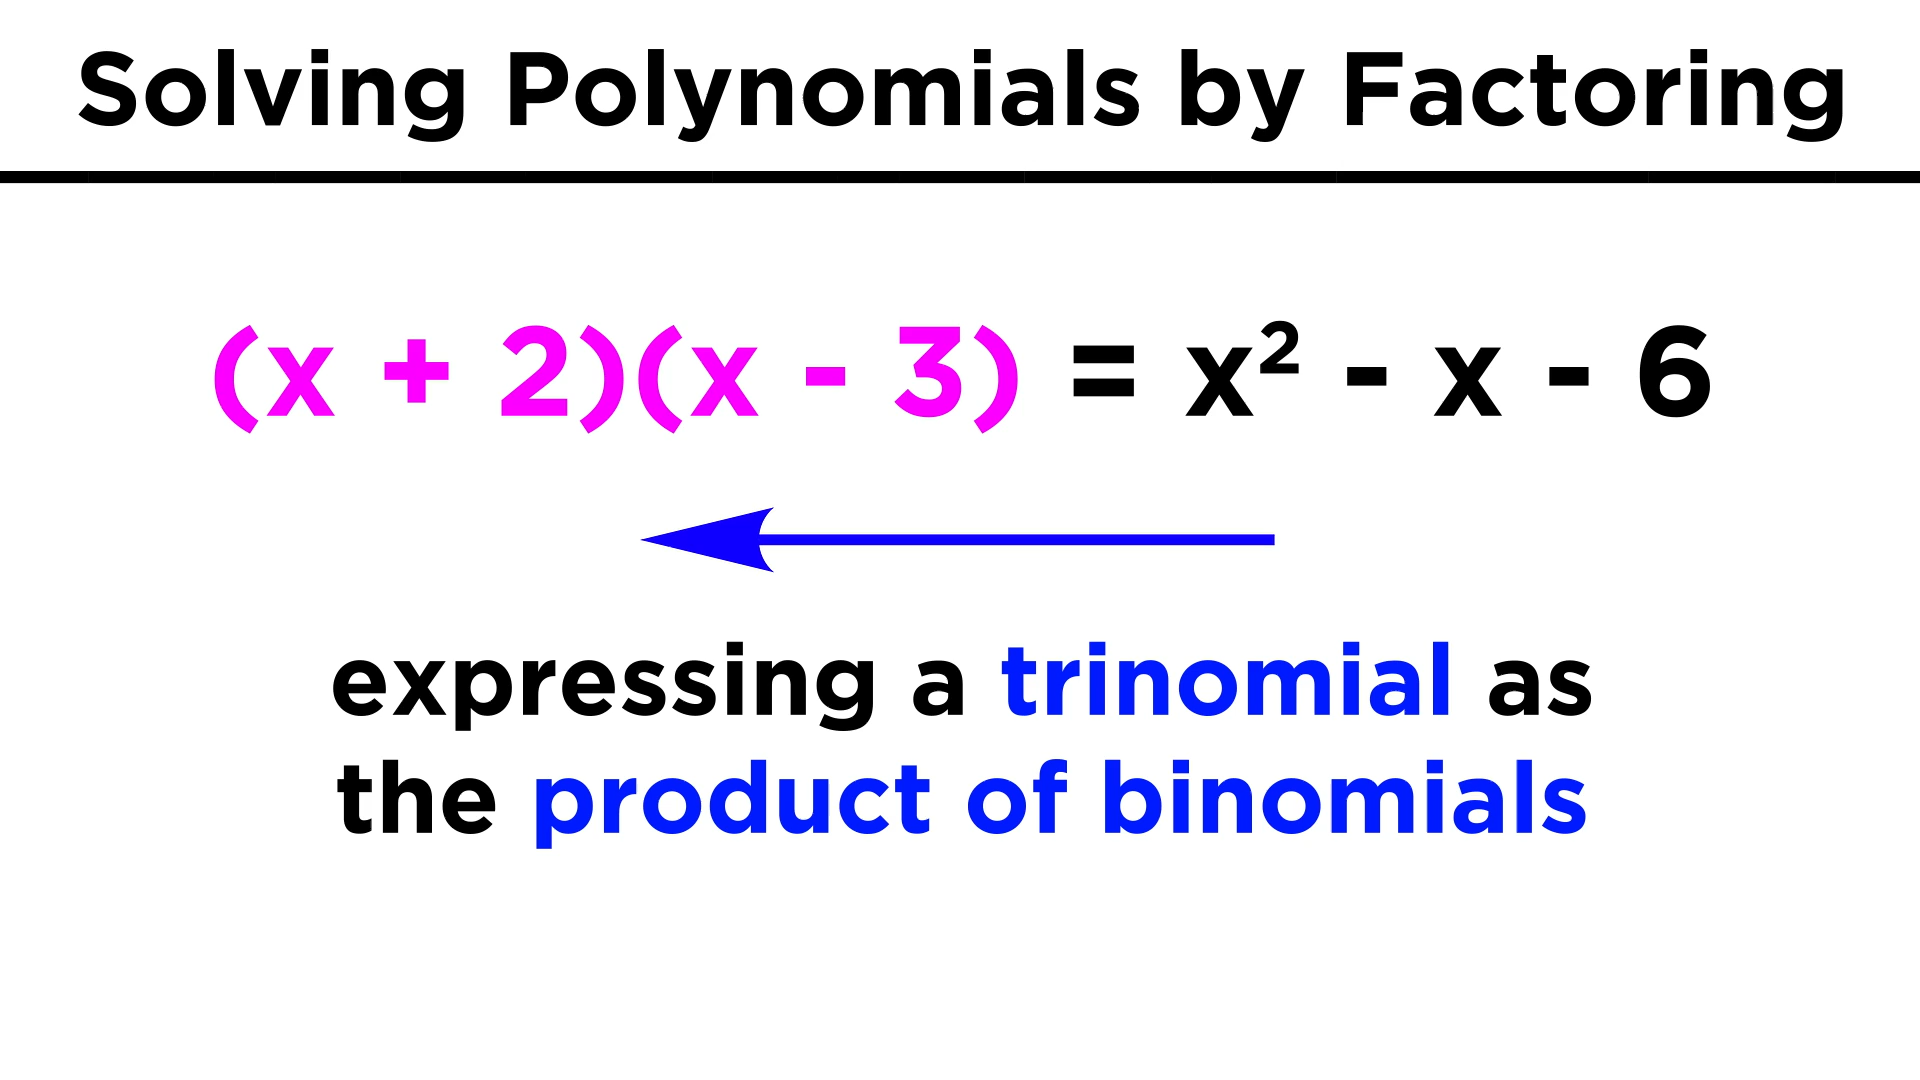 Solving Polynomials by Factoring
(x + 2)(x - 3) = x² - x - 6
expressing a trinomial as
the product of binomials